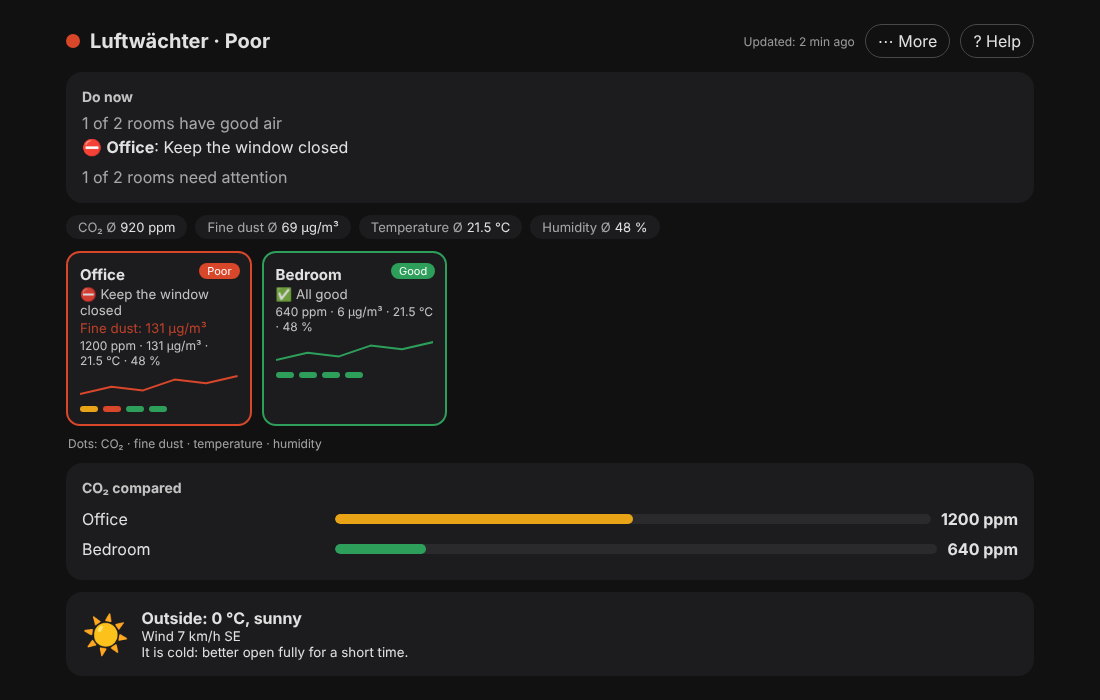 Luftwächter · Poor
Updated: 2 min ago
⋯ More
? Help
Do now
1 of 2 rooms have good air
⛔ Office: Keep the window closed
1 of 2 rooms need attention
CO₂ Ø 920 ppm
Fine dust Ø 69 µg/m³
Temperature Ø 21.5 °C
Humidity Ø 48 %
Office
Poor
⛔ Keep the window
closed
Fine dust: 131 µg/m³
1200 ppm · 131 µg/m³ ·
21.5 °C · 48 %
Bedroom
Good
✅ All good
640 ppm · 6 µg/m³ · 21.5 °C
· 48 %
Dots: CO₂ · fine dust · temperature · humidity
CO₂ compared
Office
1200 ppm
Bedroom
640 ppm
Outside: 0 °C, sunny
Wind 7 km/h SE
It is cold: better open fully for a short time.